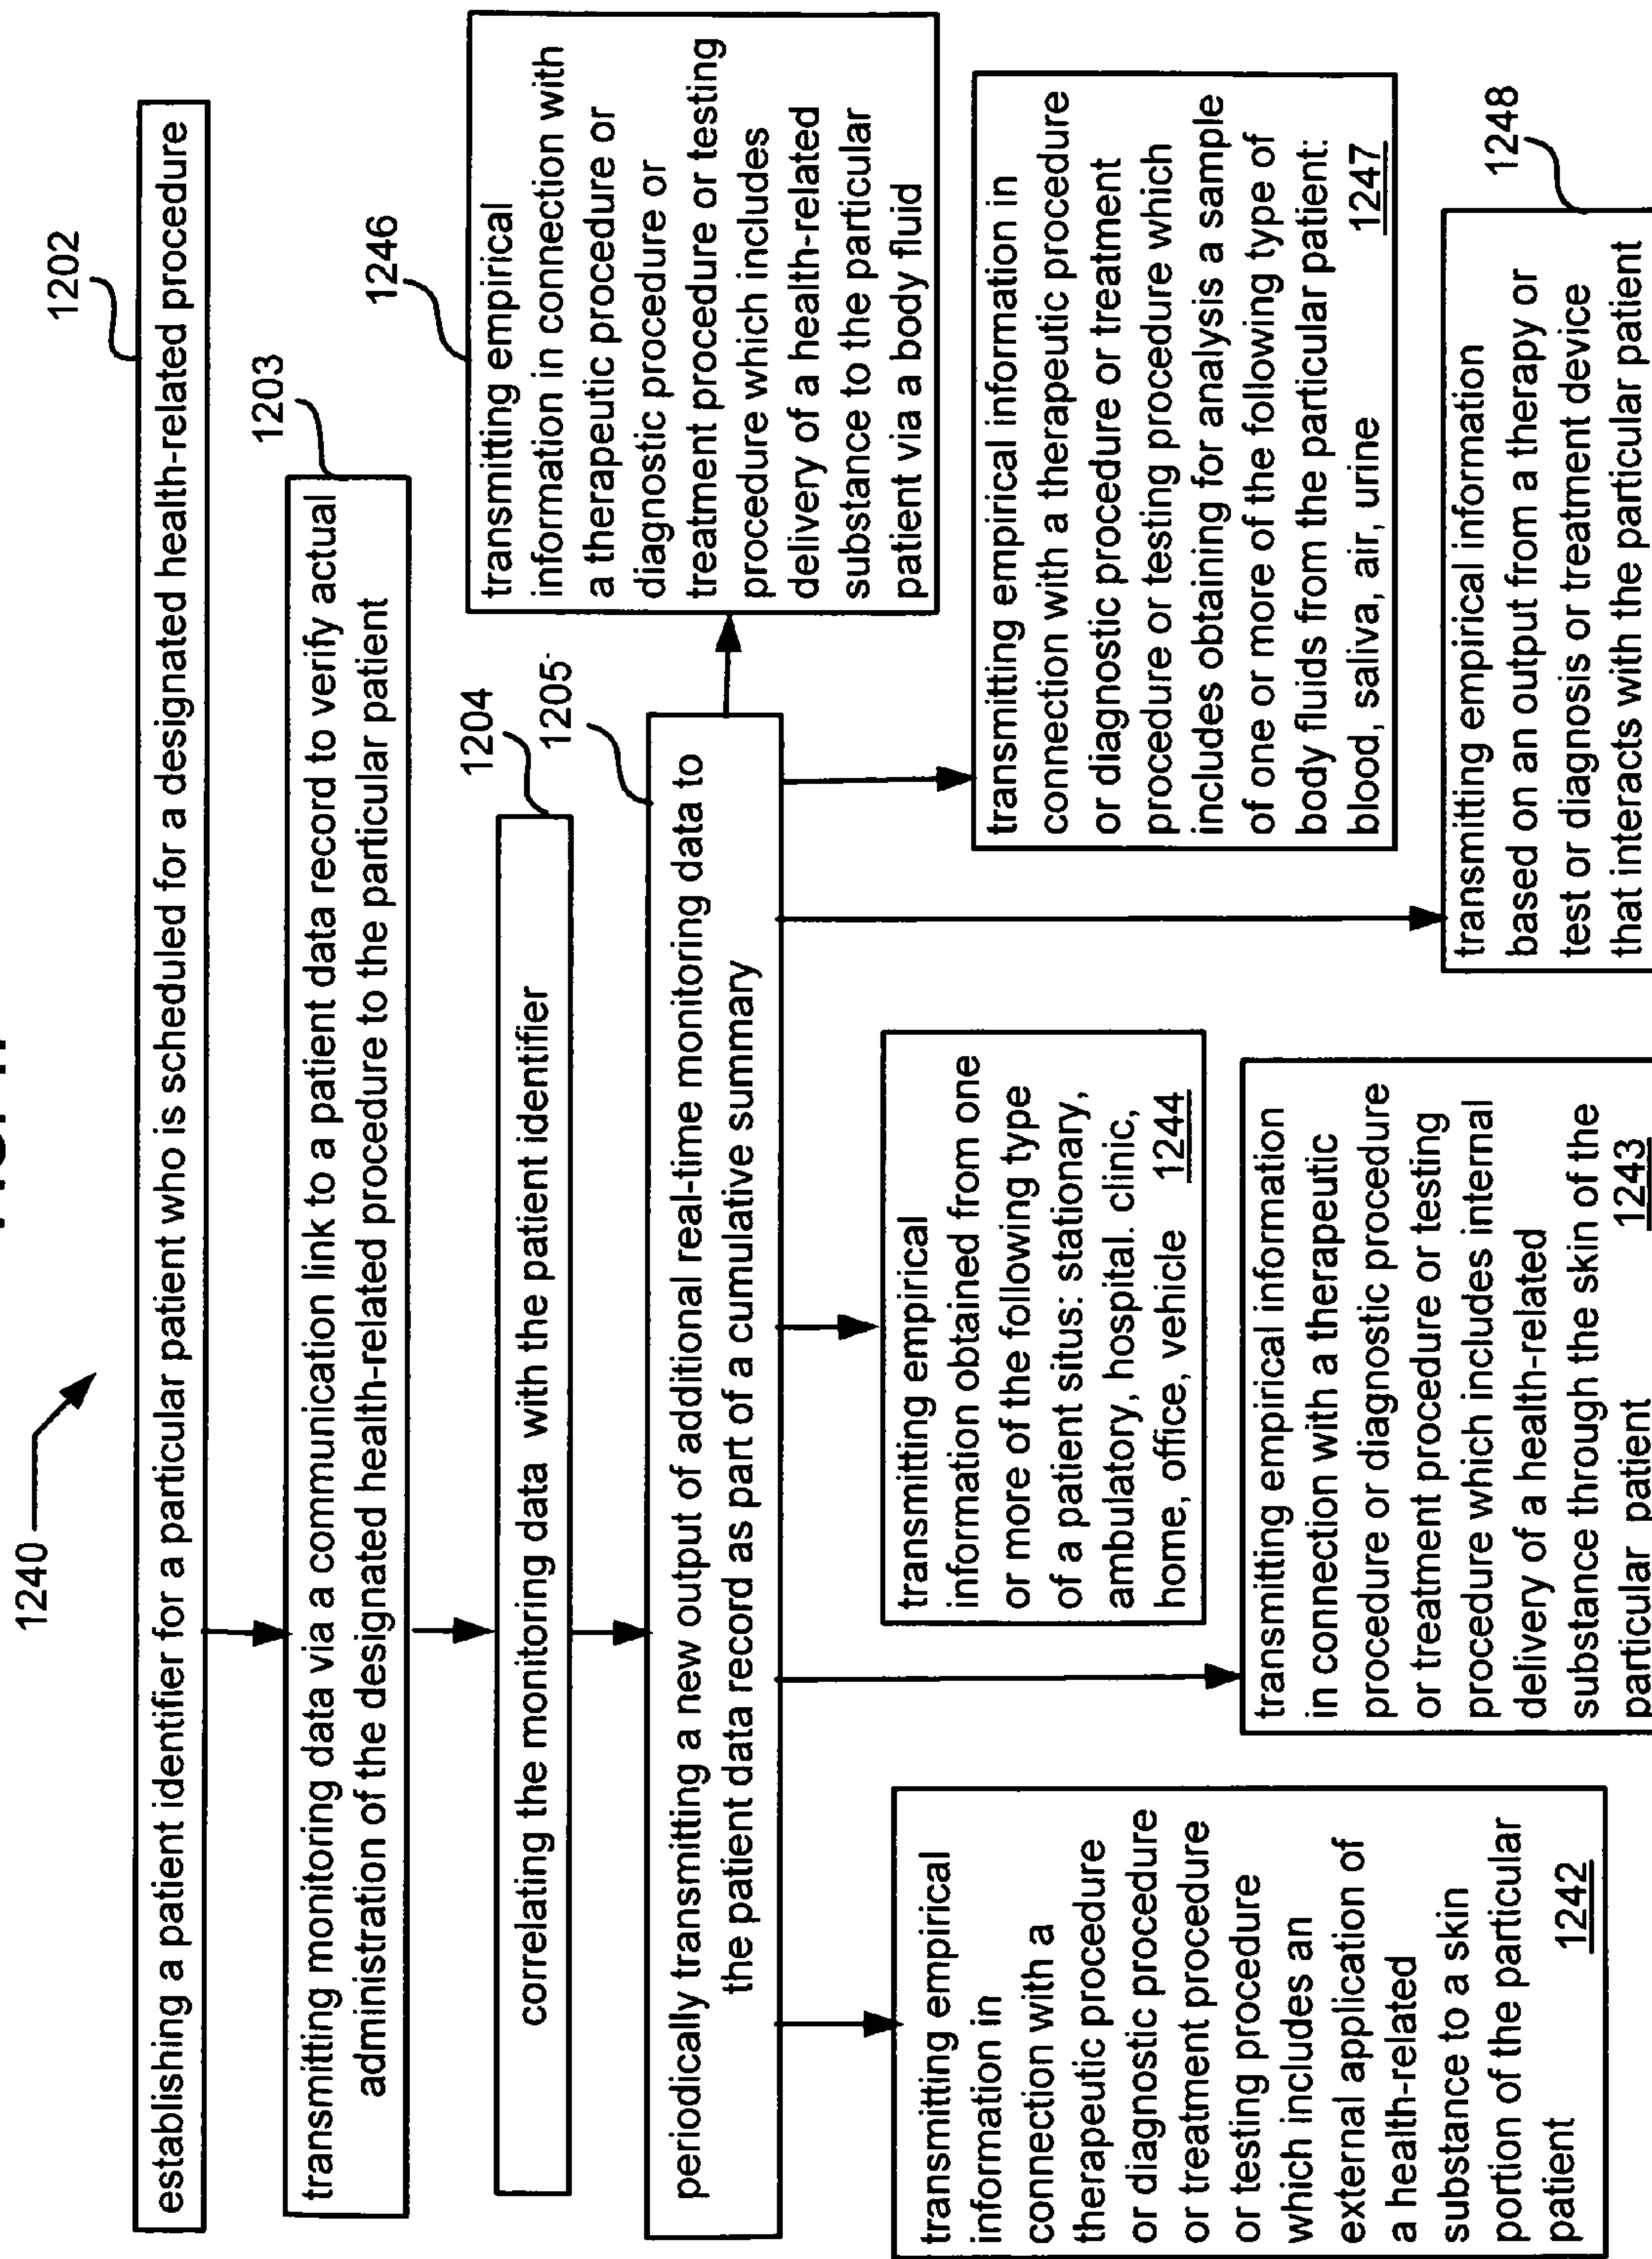 1240
1202
establishing a patient identifier for a particular patient who is scheduled for a designated health-related procedure
1203
transmitting monitoring data via a communication link to a patient data record to verify actual
administration of the designated health-related procedure to the particular patient
1204
correlating the monitoring data with the patient identifier
1205
periodically transmitting a new output of additional real-time monitoring data to
the patient data record as part of a cumulative summary
1246
transmitting empirical
information in connection with
a therapeutic procedure or
diagnostic procedure or
treatment procedure or testing
procedure which includes
delivery of a health-related
substance to the particular
patient via a body fluid
transmitting empirical
information in
connection with a
therapeutic procedure
or diagnostic procedure
or treatment procedure
or testing procedure
which includes an
external application of
a health-related
substance to a skin
portion of the particular
patient 1242
transmitting empirical information
in connection with a therapeutic
procedure or diagnostic procedure
or treatment procedure or testing
procedure which includes internal
delivery of a health-related
substance through the skin of the
particular patient 1243
transmitting empirical
information obtained from one
or more of the following type
of a patient situs: stationary,
ambulatory, hospital. clinic,
home, office, vehicle 1244
transmitting empirical information in
connection with a therapeutic procedure
or diagnostic procedure or treatment
procedure or testing procedure which
includes obtaining for analysis a sample
of one or more of the following type of
body fluids from the particular patient:
blood, saliva, air, urine 1247
1248
transmitting empirical information
based on an output from a therapy or
test or diagnosis or treatment device
that interacts with the particular patient